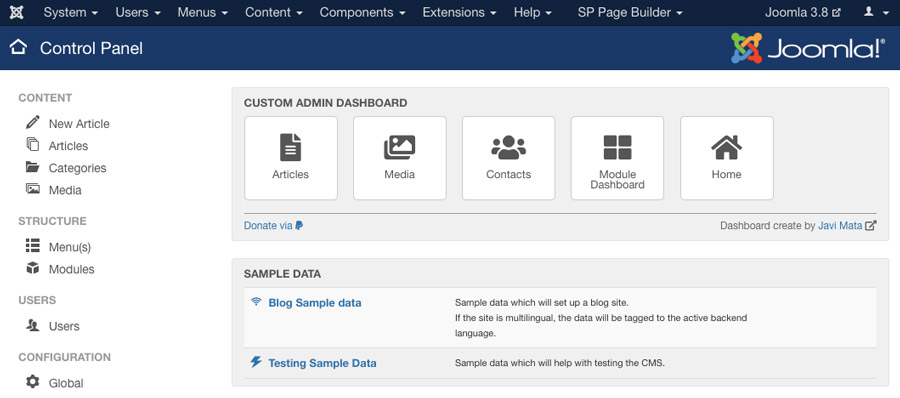 System Users Menus Content Components Extensions Help SP Page Builder Joomla 3.8
Control Panel Joomla!®
CONTENT
New Article
Articles
Categories
Media
STRUCTURE
Menu(s)
Modules
USERS
Users
CONFIGURATION
Global
CUSTOM ADMIN DASHBOARD
Articles
Media
Contacts
Module
Dashboard
Home
Donate via Dashboard create by Javi Mata
SAMPLE DATA
Blog Sample data
Sample data which will set up a blog site.
If the site is multilingual, the data will be tagged to the active backend
language.
Testing Sample Data
Sample data which will help with testing the CMS.